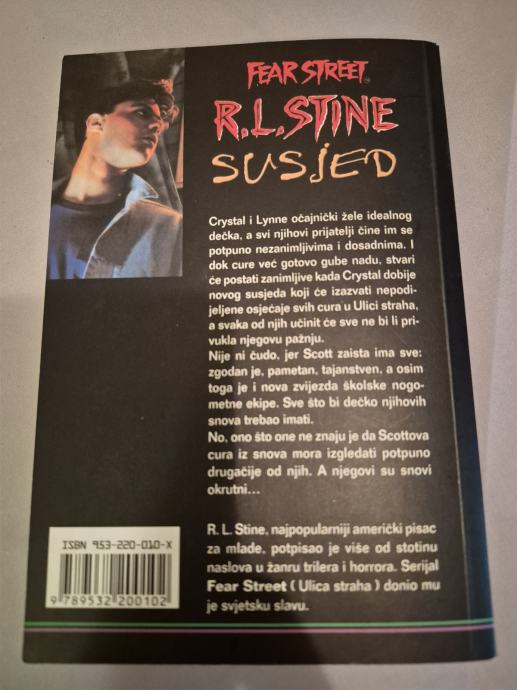 FEAR STREET
R.L. STINE
SUSJED
Crystal i Lynne očajnički žele idealnog
dečka, a svi njihovi prijatelji čine im se
potpuno nezanimljivima i dosadnima. I
dok cure već gotovo gube nadu, stvari
će postati zanimljive kada Crystal dobije
novog susjeda koji će izazvati nepodi-
jeljene osjećaje svih cura u Ulici straha,
a svaka od njih učinit će sve ne bi li pri-
vukla njegovu pažnju.
Nije ni čudo, jer Scott zaista ima sve:
zgodan je, pametan, tajanstven, a osim
toga je i nova zvijezda školske nogo-
metne ekipe. Sve što bi dečko njihovih
snova trebao imati.
No, ono što one ne znaju je da Scottova
cura iz snova mora izgledati potpuno
drugačije od njih. A njegovi su snovi
okrutni...
R. L. Stine, najpopularniji američki pisac
za mlade, potpisao je više od stotinu
naslova u žanru trilera i horrora. Serijal
Fear Street ( Ulica straha ) donio mu
je svjetsku slavu.
ISBN 953-220-010-X
9 789532 200102